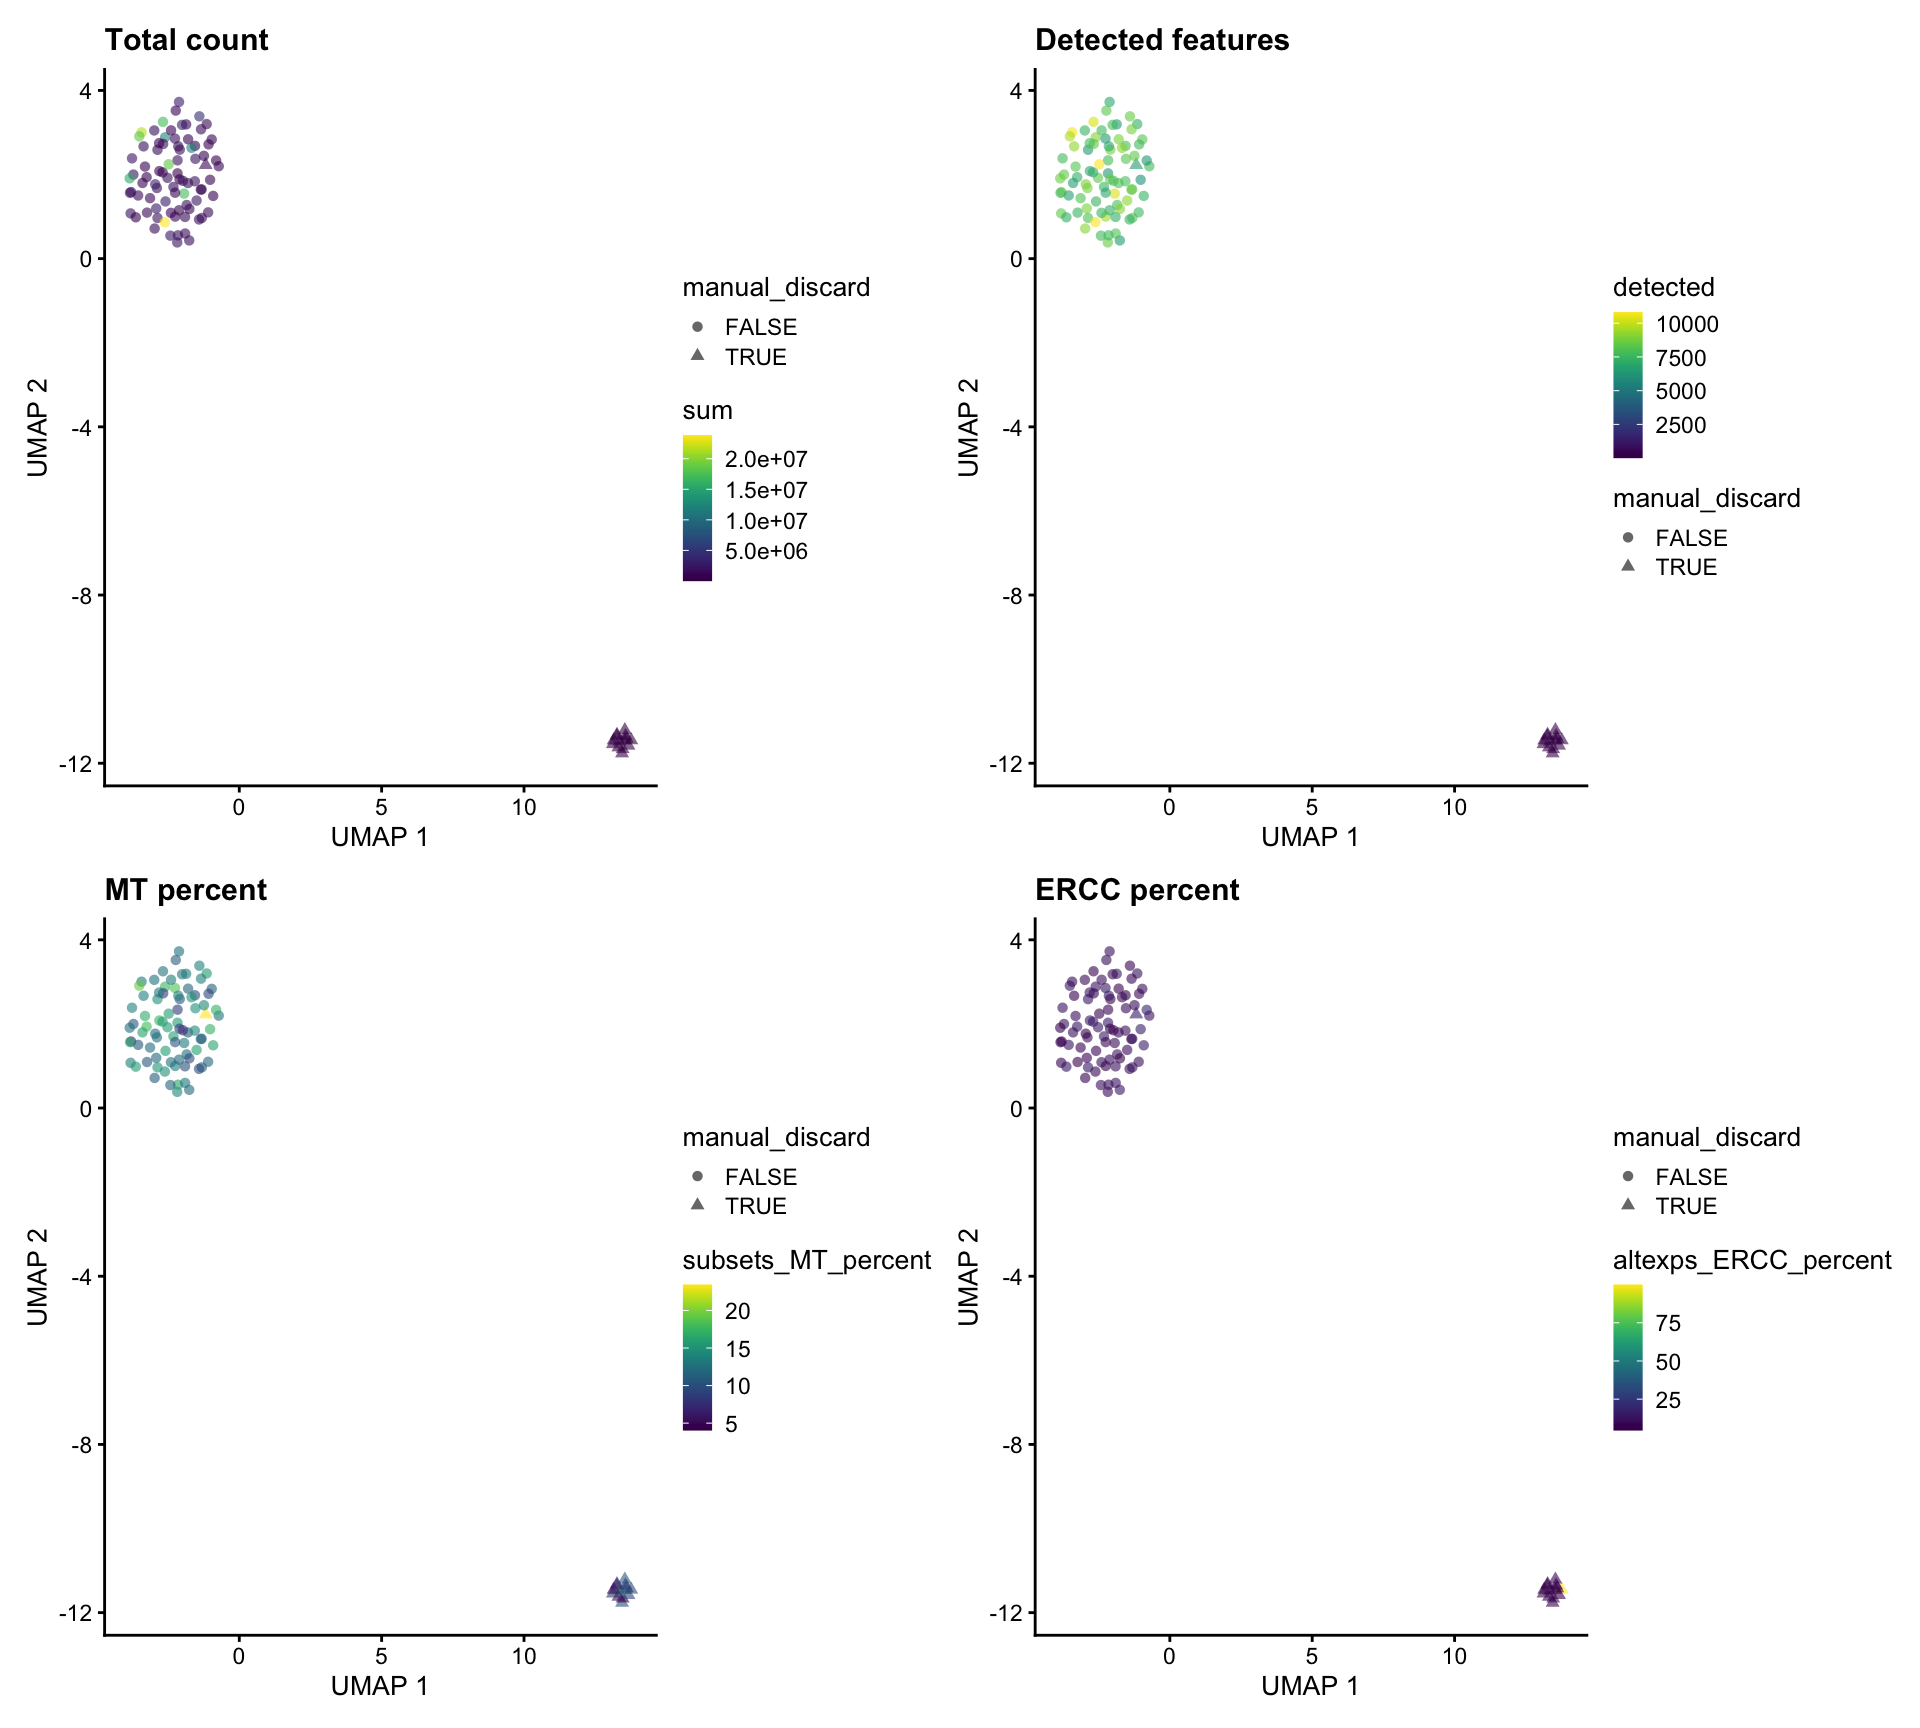 Total count
4
0
-4
-8
-12
UMAP 2
0 5 10
UMAP 1
manual_discard
FALSE
TRUE
sum
2.0e+07
1.5e+07
1.0e+07
5.0e+06
Detected features
4
0
-4
-8
-12
UMAP 2
0 5 10
UMAP 1
detected
10000
7500
5000
2500
manual_discard
FALSE
TRUE
MT percent
4
0
-4
-8
-12
UMAP 2
0 5 10
UMAP 1
manual_discard
FALSE
TRUE
subsets_MT_percent
20
15
10
5
ERCC percent
4
0
-4
-8
-12
UMAP 2
0 5 10
UMAP 1
manual_discard
FALSE
TRUE
altexps_ERCC_percent
75
50
25